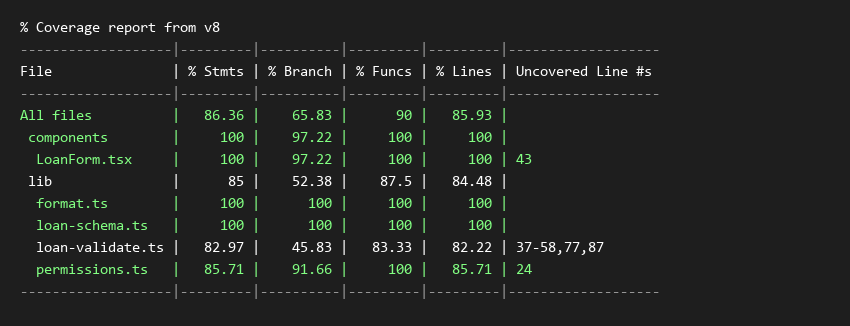 % Coverage report from v8
-------------------|---------|----------|---------|---------|-------------------
File               | % Stmts | % Branch | % Funcs | % Lines | Uncovered Line #s
-------------------|---------|----------|---------|---------|-------------------
All files          |   86.36 |    65.83 |      90 |   85.93 |
 components        |     100 |    97.22 |     100 |     100 |
  LoanForm.tsx     |     100 |    97.22 |     100 |     100 | 43
 lib               |      85 |    52.38 |    87.5 |   84.48 |
  format.ts        |     100 |      100 |     100 |     100 |
  loan-schema.ts   |     100 |      100 |     100 |     100 |
  loan-validate.ts |   82.97 |    45.83 |   83.33 |   82.22 | 37-58,77,87
  permissions.ts   |   85.71 |    91.66 |     100 |   85.71 | 24
-------------------|---------|----------|---------|---------|-------------------